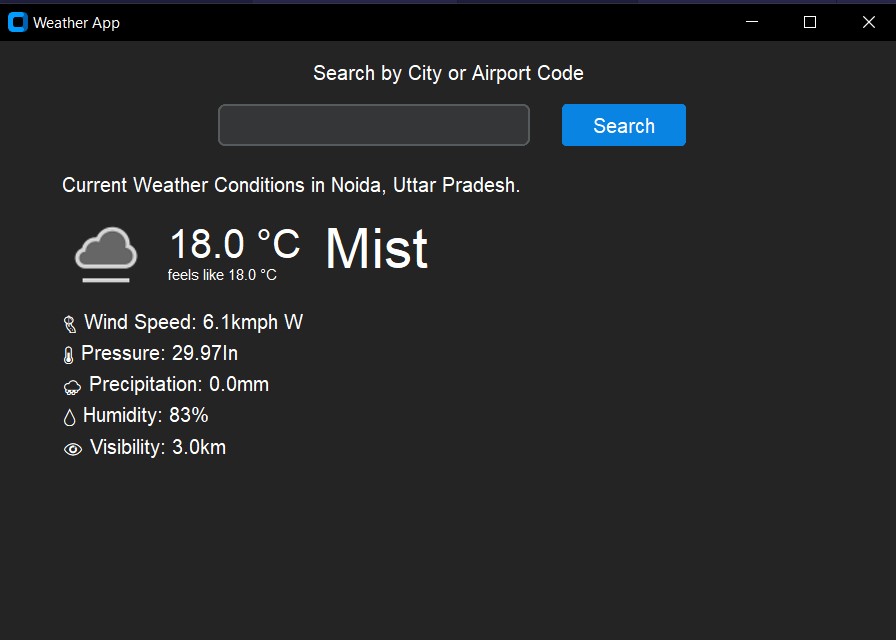 Weather App
Search by City or Airport Code
Search
Current Weather Conditions in Noida, Uttar Pradesh.
18.0 °C Mist
feels like 18.0 °C
Wind Speed: 6.1kmph W
Pressure: 29.97In
Precipitation: 0.0mm
Humidity: 83%
Visibility: 3.0km